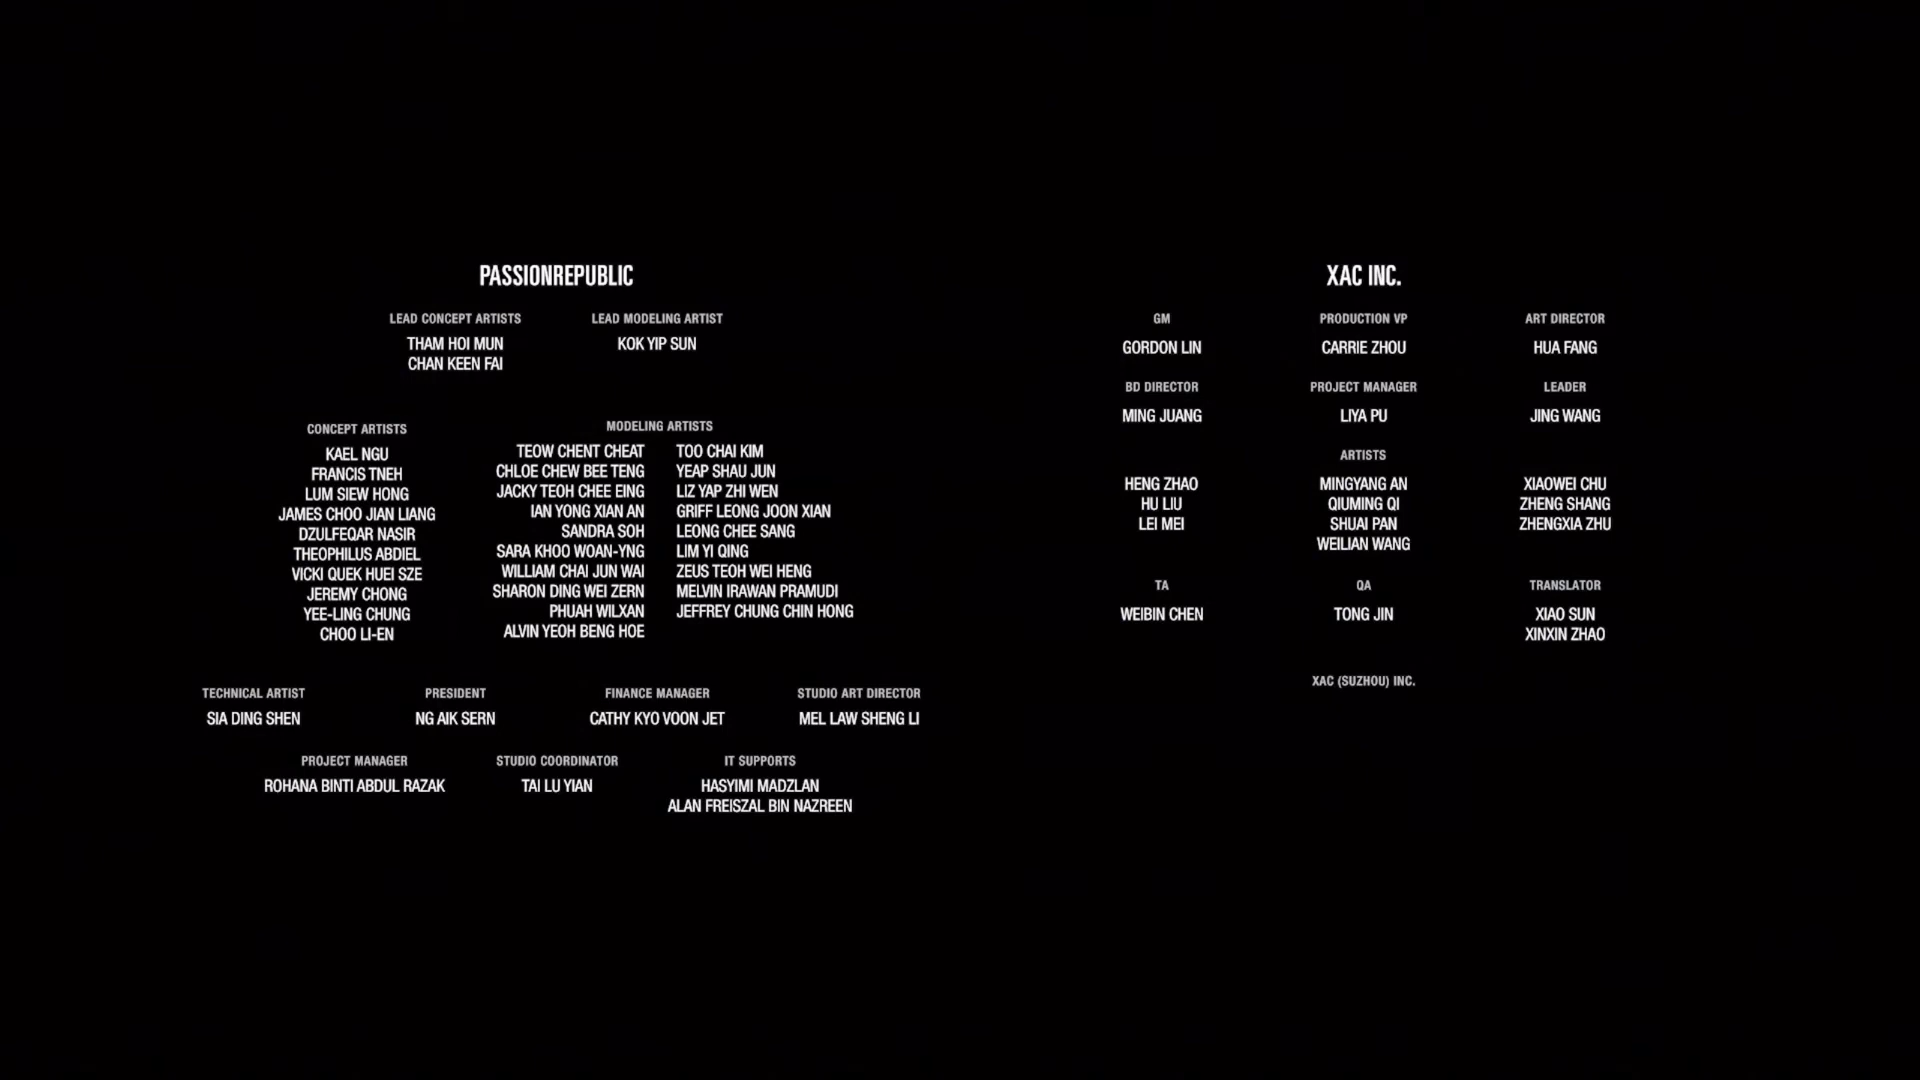 PASSIONREPUBLIC
LEAD CONCEPT ARTISTS
THAM HOI MUN
CHAN KEEN FAI
LEAD MODELING ARTIST
KOK YIP SUN
CONCEPT ARTISTS
KAEL NGU
FRANCIS TNEH
LUM SIEW HONG
JAMES CHOO JIAN LIANG
DZULFEQAR NASIR
THEOPHILUS ABDIEL
VICKI QUEK HUEI SZE
JEREMY CHONG
YEE-LING CHUNG
CHOO LI-EN
MODELING ARTISTS
TEOW CHENT CHEAT
CHLOE CHEW BEE TENG
JACKY TEOH CHEE EING
IAN YONG XIAN AN
SANDRA SOH
SARA KHOO WOAN-YNG
WILLIAM CHAI JUN WAI
SHARON DING WEI ZERN
PHUAH WILXAN
ALVIN YEOH BENG HOE
TOO CHAI KIM
YEAP SHAU JUN
LIZ YAP ZHI WEN
GRIFF LEONG JOON XIAN
LEONG CHEE SANG
LIM YI QING
ZEUS TEOH WEI HENG
MELVIN IRAWAN PRAMUDI
JEFFREY CHUNG CHIN HONG
TECHNICAL ARTIST
SIA DING SHEN
PRESIDENT
NG AIK SERN
FINANCE MANAGER
CATHY KYO VOON JET
STUDIO ART DIRECTOR
MEL LAW SHENG LI
PROJECT MANAGER
ROHANA BINTI ABDUL RAZAK
STUDIO COORDINATOR
TAI LU YIAN
IT SUPPORTS
HASYIMI MADZLAN
ALAN FREISZAL BIN NAZREEN
XAC INC.
GM
GORDON LIN
PRODUCTION VP
CARRIE ZHOU
ART DIRECTOR
HUA FANG
BD DIRECTOR
MING JUANG
PROJECT MANAGER
LIYA PU
LEADER
JING WANG
ARTISTS
HENG ZHAO
HU LIU
LEI MEI
MINGYANG AN
QIUMING QI
SHUAI PAN
WEILIAN WANG
XIAOWEI CHU
ZHENG SHANG
ZHENGXIA ZHU
TA
WEIBIN CHEN
QA
TONG JIN
TRANSLATOR
XIAO SUN
XINXIN ZHAO
XAC (SUZHOU) INC.